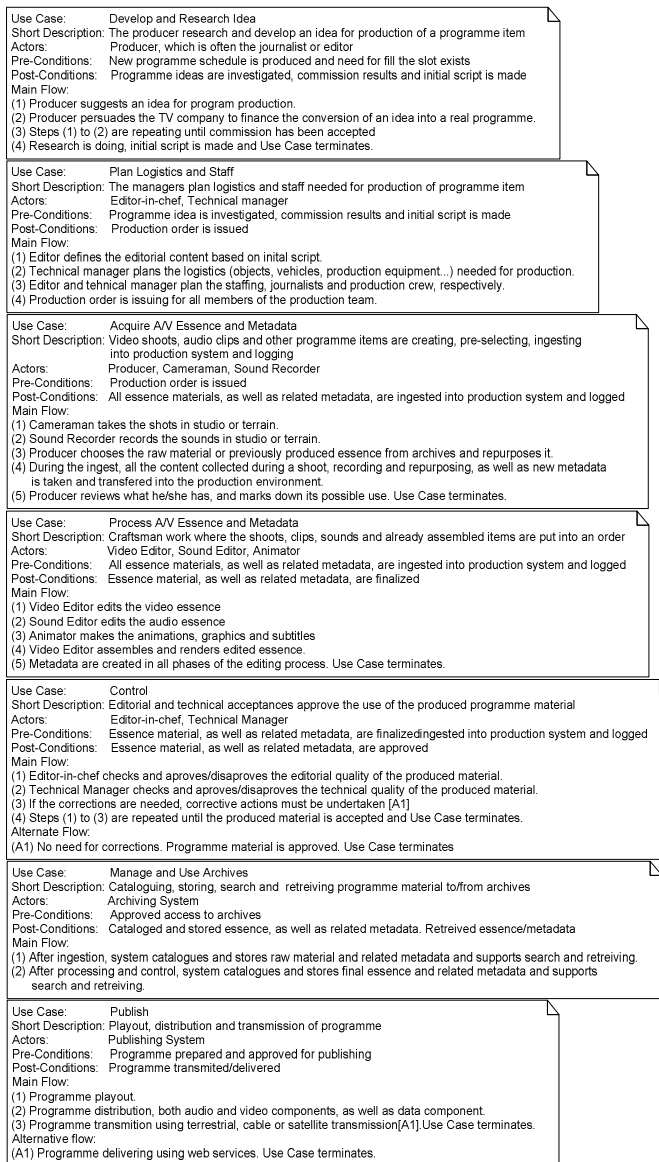 Use Case: Develop and Research Idea
Short Description: The producer research and develop an idea for production of a programme item
Actors: Producer, which is often the journalist or editor
Pre-Conditions: New programme schedule is produced and need for fill the slot exists
Post-Conditions: Programme ideas are investigated, commission results and initial script is made
Main Flow:
(1) Producer suggests an idea for program production.
(2) Producer persuades the TV company to finance the conversion of an idea into a real programme.
(3) Steps (1) to (2) are repeating until commission has been accepted
(4) Research is doing, initial script is made and Use Case terminates.
Use Case: Plan Logistics and Staff
Short Description: The managers plan logistics and staff needed for production of programme item
Actors: Editor-in-chef, Technical manager
Pre-Conditions: Programme idea is investigated, commission results and initial script is made
Post-Conditions: Production order is issued
Main Flow:
(1) Editor defines the editorial content based on inital script.
(2) Technical manager plans the logistics (objects, vehicles, production equipment...) needed for production.
(3) Editor and tehnical manager plan the staffing, journalists and production crew, respectively.
(4) Production order is issuing for all members of the production team.
Use Case: Acquire A/V Essence and Metadata
Short Description: Video shoots, audio clips and other programme items are creating, pre-selecting, ingesting
into production system and logging
Actors: Producer, Cameraman, Sound Recorder
Pre-Conditions: Production order is issued
Post-Conditions: All essence materials, as well as related metadata, are ingested into production system and logged
Main Flow:
(1) Cameraman takes the shots in studio or terrain.
(2) Sound Recorder records the sounds in studio or terrain.
(3) Producer chooses the raw material or previously produced essence from archives and repurposes it.
(4) During the ingest, all the content collected during a shoot, recording and repurposing, as well as new metadata
is taken and transfered into the production environment.
(5) Producer reviews what he/she has, and marks down its possible use. Use Case terminates.
Use Case: Process A/V Essence and Metadata
Short Description: Craftsman work where the shoots, clips, sounds and already assembled items are put into an order
Actors: Video Editor, Sound Editor, Animator
Pre-Conditions: All essence materials, as well as related metadata, are ingested into production system and logged
Post-Conditions: Essence material, as well as related metadata, are finalized
Main Flow:
(1) Video Editor edits the video essence
(2) Sound Editor edits the audio essence
(3) Animator makes the animations, graphics and subtitles
(4) Video Editor assembles and renders edited essence.
(5) Metadata are created in all phases of the editing process. Use Case terminates.
Use Case: Control
Short Description: Editorial and technical acceptances approve the use of the produced programme material
Actors: Editor-in-chef, Technical Manager
Pre-Conditions: Essence material, as well as related metadata, are finalizedingested into production system and logged
Post-Conditions: Essence material, as well as related metadata, are approved
Main Flow:
(1) Editor-in-chef checks and aproves/disaproves the editorial quality of the produced material.
(2) Technical Manager checks and aproves/disaproves the technical quality of the produced material.
(3) If the corrections are needed, corrective actions must be undertaken [A1]
(4) Steps (1) to (3) are repeated until the produced material is accepted and Use Case terminates.
Alternate Flow:
(A1) No need for corrections. Programme material is approved. Use Case terminates
Use Case: Manage and Use Archives
Short Description: Cataloguing, storing, search and retreiving programme material to/from archives
Actors: Archiving System
Pre-Conditions: Approved access to archives
Post-Conditions: Cataloged and stored essence, as well as related metadata. Retreived essence/metadata
Main Flow:
(1) After ingestion, system catalogues and stores raw material and related metadata and supports search and retreiving.
(2) After processing and control, system catalogues and stores final essence and related metadata and supports
search and retreiving.
Use Case: Publish
Short Description: Playout, distribution and transmission of programme
Actors: Publishing System
Pre-Conditions: Programme prepared and approved for publishing
Post-Conditions: Programme transmited/delivered
Main Flow:
(1) Programme playout.
(2) Programme distribution, both audio and video components, as well as data component.
(3) Programme transmition using terrestrial, cable or satellite transmission[A1].Use Case terminates.
Alternative flow:
(A1) Programme delivering using web services. Use Case terminates.